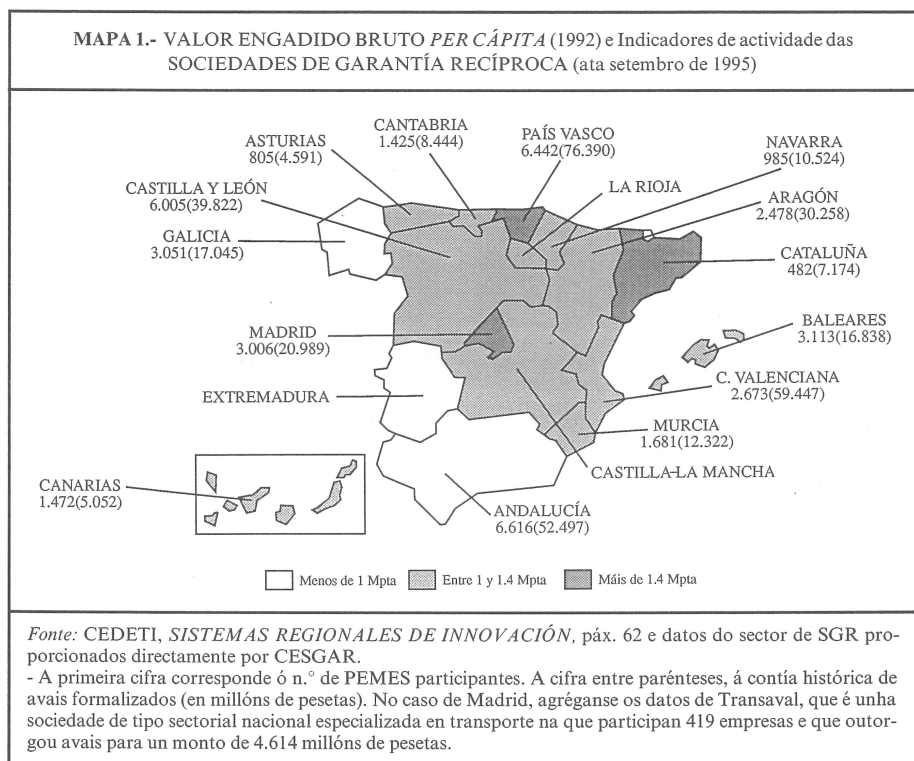 MAPA 1.- VALOR ENGADIDO BRUTO PER CÁPITA (1992) e Indicadores de actividade das
SOCIEDADES DE GARANTÍA RECÍPROCA (ata setembro de 1995)
CANTABRIA
1.425(8.444)
PAÍS VASCO
6.442(76.390)
NAVARRA
985(10.524)
ASTURIAS
805(4.591)
LA RIOJA
CASTILLA Y LEÓN
6.005(39.822)
ARAGÓN
2.478(30.258)
GALICIA
3.051(17.045)
CATALUÑA
482(7.174)
MADRID
3.006(20.989)
BALEARES
3.113(16.838)
C. VALENCIANA
2.673(59.447)
EXTREMADURA
MURCIA
1.681(12.322)
CASTILLA-LA MANCHA
CANARIAS
1.472(5.052)
ANDALUCÍA
6.616(52.497)
Menos de 1 Mpta
Entre 1 y 1.4 Mpta
Máis de 1.4 Mpta
Fonte: CEDETI, SISTEMAS REGIONALES DE INNOVACIÓN, páx. 62 e datos do sector de SGR pro-
porcionados directamente por CESGAR.
- A primeira cifra corresponde ó n.° de PEMES participantes. A cifra entre parénteses, á contía histórica de
avais formalizados (en millóns de pesetas). No caso de Madrid, agréganse os datos de Transaval, que é unha
sociedade de tipo sectorial nacional especializada en transporte na que participan 419 empresas e que outor-
gou avais para un monto de 4.614 millóns de pesetas.